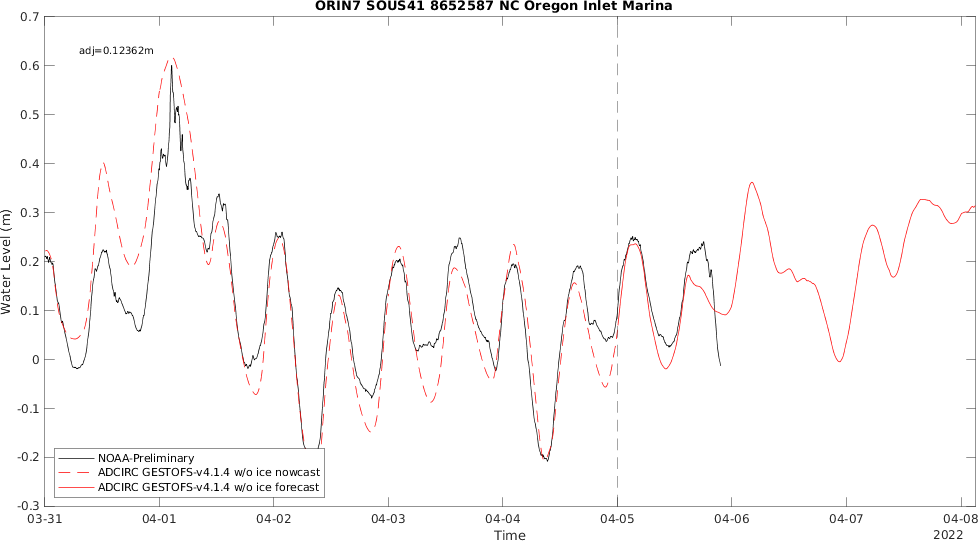 ORIN7 SOUS41 8652587 NC Oregon Inlet Marina
0.7
adj=0.12362m
0.6
0.5
0.4
0.3
0.2
0.1
0
-0.1
-0.2
-0.3
Water Level (m)
NOAA-Preliminary
ADCIRC GESTOFS-v4.1.4 w/o ice nowcast
ADCIRC GESTOFS-v4.1.4 w/o ice forecast
03-31 04-01 04-02 04-03 04-04 04-05 04-06 04-07 04-08
Time
2022